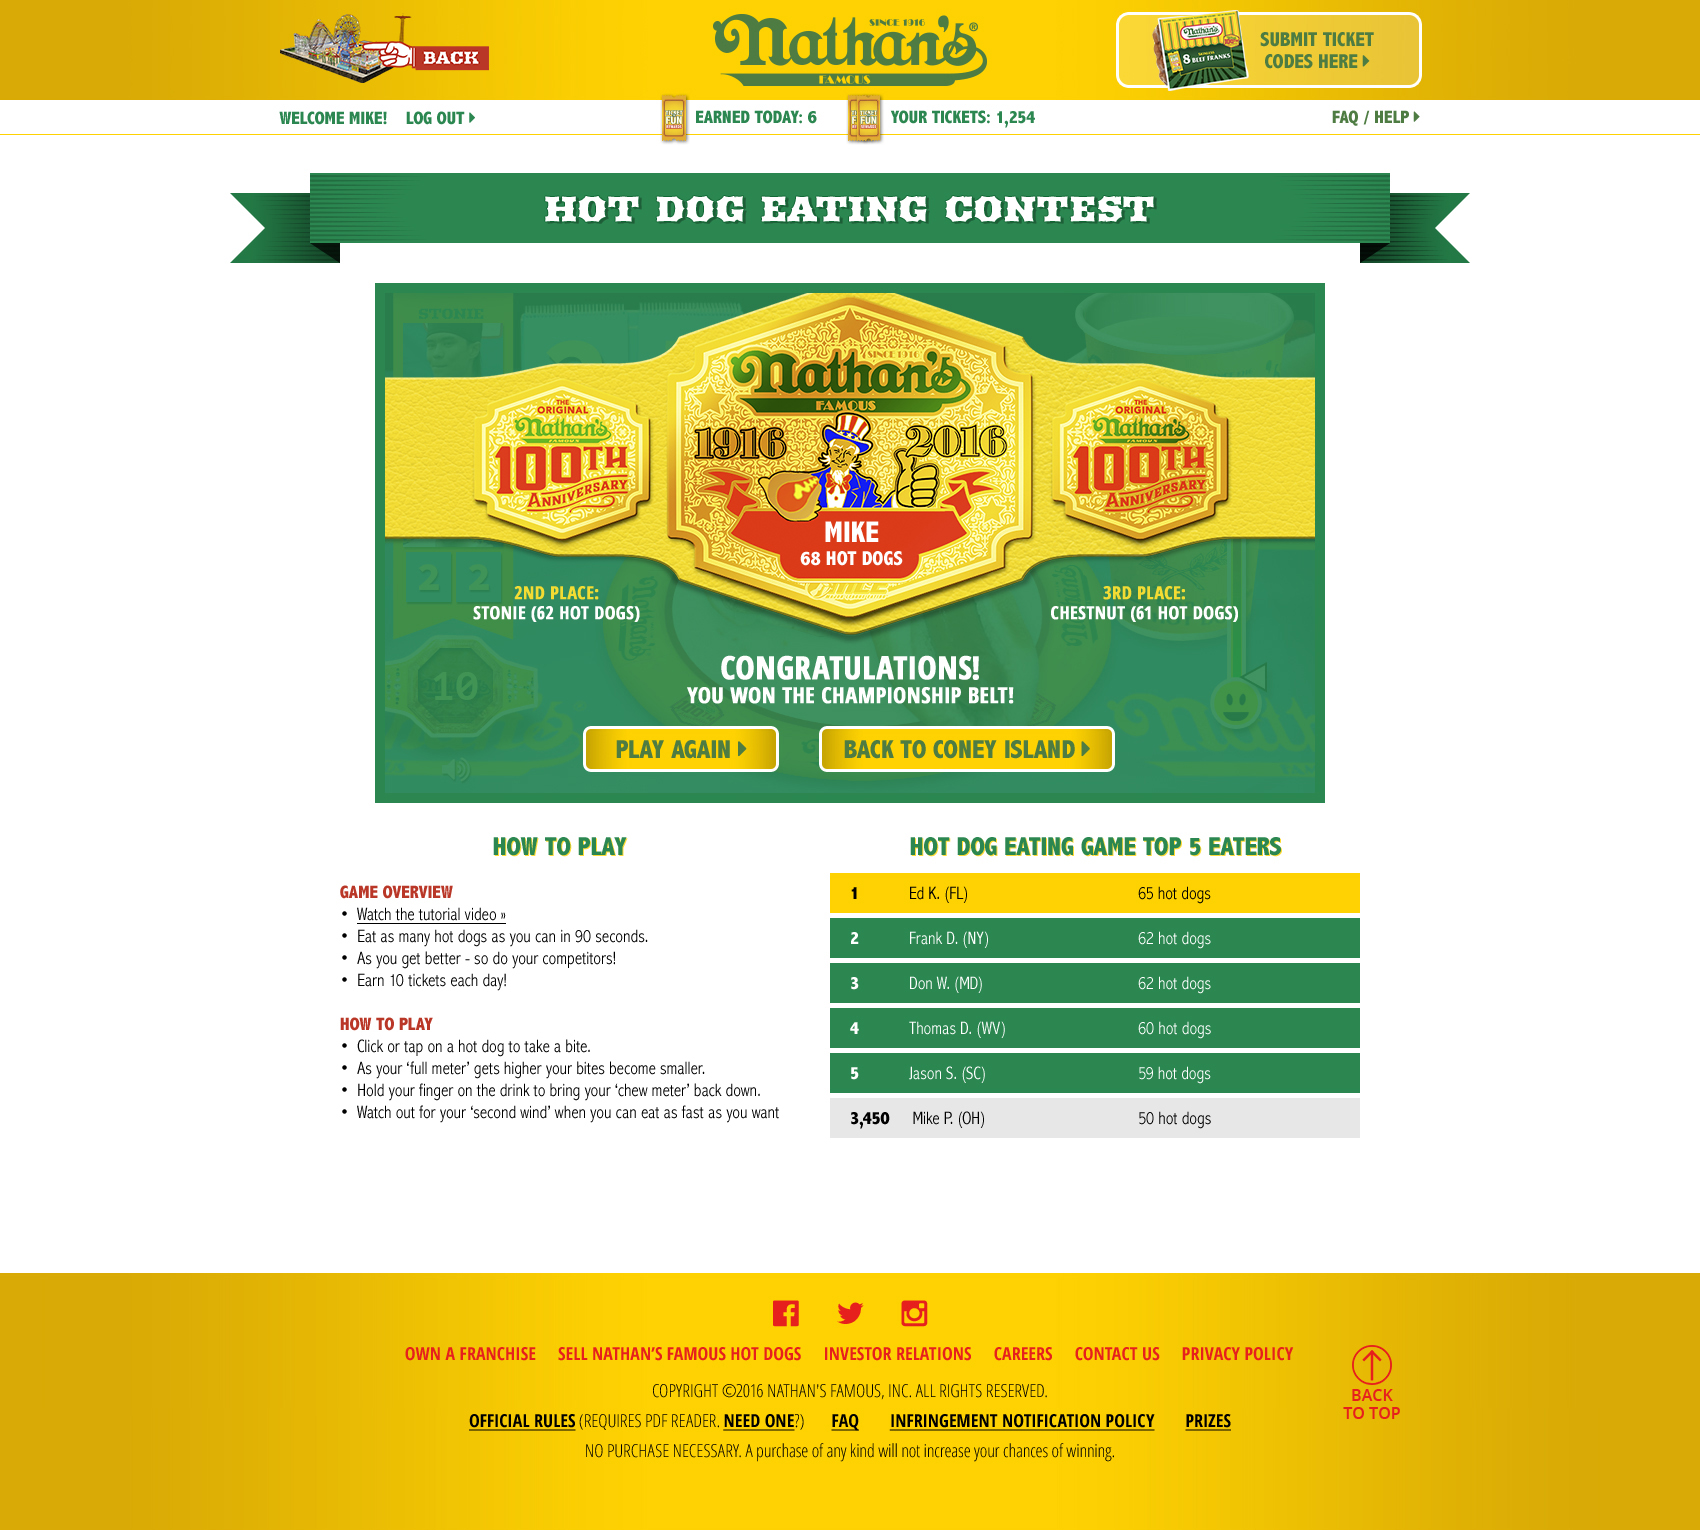 BACK
SINCE 1916
Nathan's®
FAMOUS
Nathan's
8 BEEF FRANKS
SUBMIT TICKET
CODES HERE
WELCOME MIKE! LOG OUT
FUN
EARNED TODAY: 6
FUN
YOUR TICKETS: 1,254
FAQ / HELP
HOT DOG EATING CONTEST
STONIE
SINCE 1916
Nathan's
FAMOUS
THE
ORIGINAL
Nathan's
FAMOUS
100TH
ANNIVERSARY
1916 2016
THE
ORIGINAL
Nathan's
FAMOUS
100TH
ANNIVERSARY
MIKE
68 HOT DOGS
2 2
2ND PLACE:
STONIE (62 HOT DOGS)
3RD PLACE:
CHESTNUT (61 HOT DOGS)
10
CONGRATULATIONS!
YOU WON THE CHAMPIONSHIP BELT!
PLAY AGAIN
BACK TO CONEY ISLAND
HOW TO PLAY
GAME OVERVIEW
• Watch the tutorial video »
• Eat as many hot dogs as you can in 90 seconds.
• As you get better - so do your competitors!
• Earn 10 tickets each day!
HOW TO PLAY
• Click or tap on a hot dog to take a bite.
• As your ‘full meter’ gets higher your bites become smaller.
• Hold your finger on the drink to bring your ‘chew meter’ back down.
• Watch out for your ‘second wind’ when you can eat as fast as you want
HOT DOG EATING GAME TOP 5 EATERS
1 Ed K. (FL) 65 hot dogs
2 Frank D. (NY) 62 hot dogs
3 Don W. (MD) 62 hot dogs
4 Thomas D. (WV) 60 hot dogs
5 Jason S. (SC) 59 hot dogs
3,450 Mike P. (OH) 50 hot dogs
OWN A FRANCHISE SELL NATHAN'S FAMOUS HOT DOGS INVESTOR RELATIONS CAREERS CONTACT US PRIVACY POLICY
COPYRIGHT ©2016 NATHAN'S FAMOUS, INC. ALL RIGHTS RESERVED.
OFFICIAL RULES (REQUIRES PDF READER. NEED ONE?) FAQ INFRINGEMENT NOTIFICATION POLICY PRIZES
NO PURCHASE NECESSARY. A purchase of any kind will not increase your chances of winning.
BACK
TO TOP